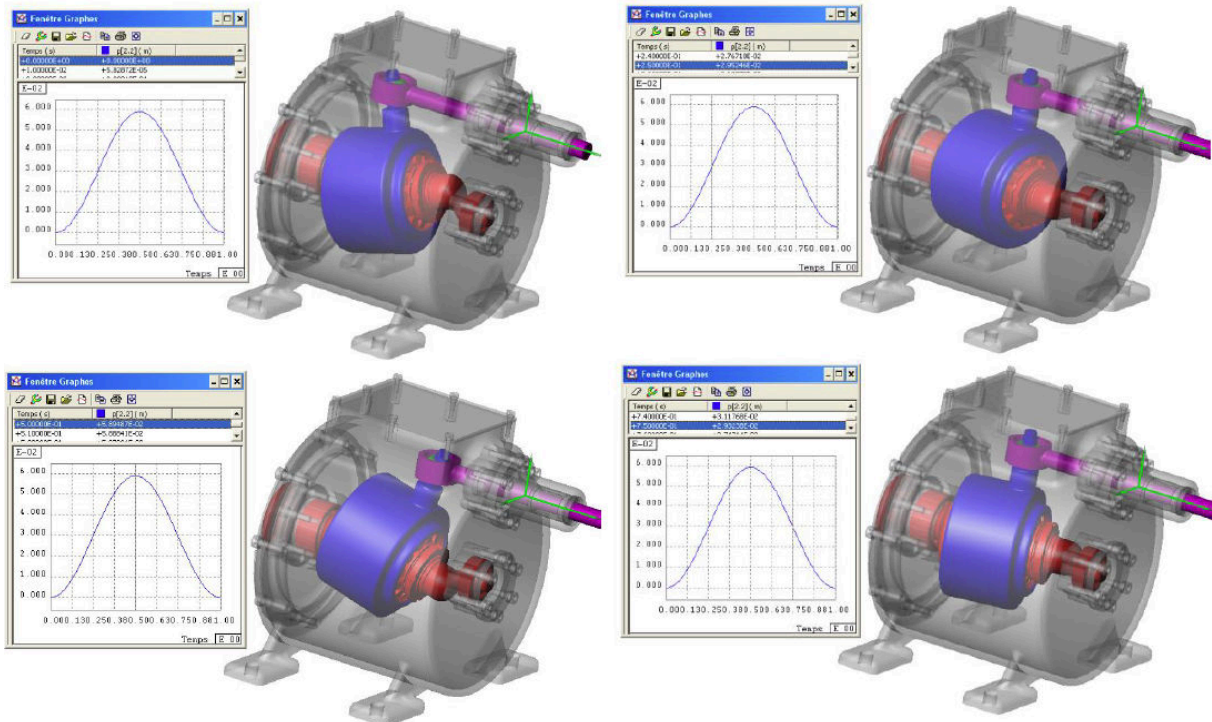 Fenêtre Graphes
Temps ( s ) p[2.2] ( m )
+0.00000E+00 +0.00000E+00
+1.00000E-02 +5.82872E-05
E-02
6.000
5.000
4.000
3.000
2.000
1.000
0.000
0.000.130.250.380.500.630.750.881.00
Temps E 00
Fenêtre Graphes
Temps ( s ) p[2.2] ( m )
+2.40000E-01 +2.76710E-02
+2.50000E-01 +2.95246E-02
E-02
6.000
5.000
4.000
3.000
2.000
1.000
0.000
0.000.130.250.380.500.630.750.881.00
Temps E 00
Fenêtre Graphes
Temps ( s ) p[2.2] ( m )
+5.00000E-01 +5.89487E-02
+5.10000E-01 +5.88841E-02
E-02
6.000
5.000
4.000
3.000
2.000
1.000
0.000
0.000.130.250.380.500.630.750.881.00
Temps E 00
Fenêtre Graphes
Temps ( s ) p[2.2] ( m )
+7.40000E-01 +3.11768E-02
+7.50000E-01
E-02
6.000
5.000
4.000
3.000
2.000
1.000
0.000
0.000.130.250.380.500.630.750.881.00
Temps E 00